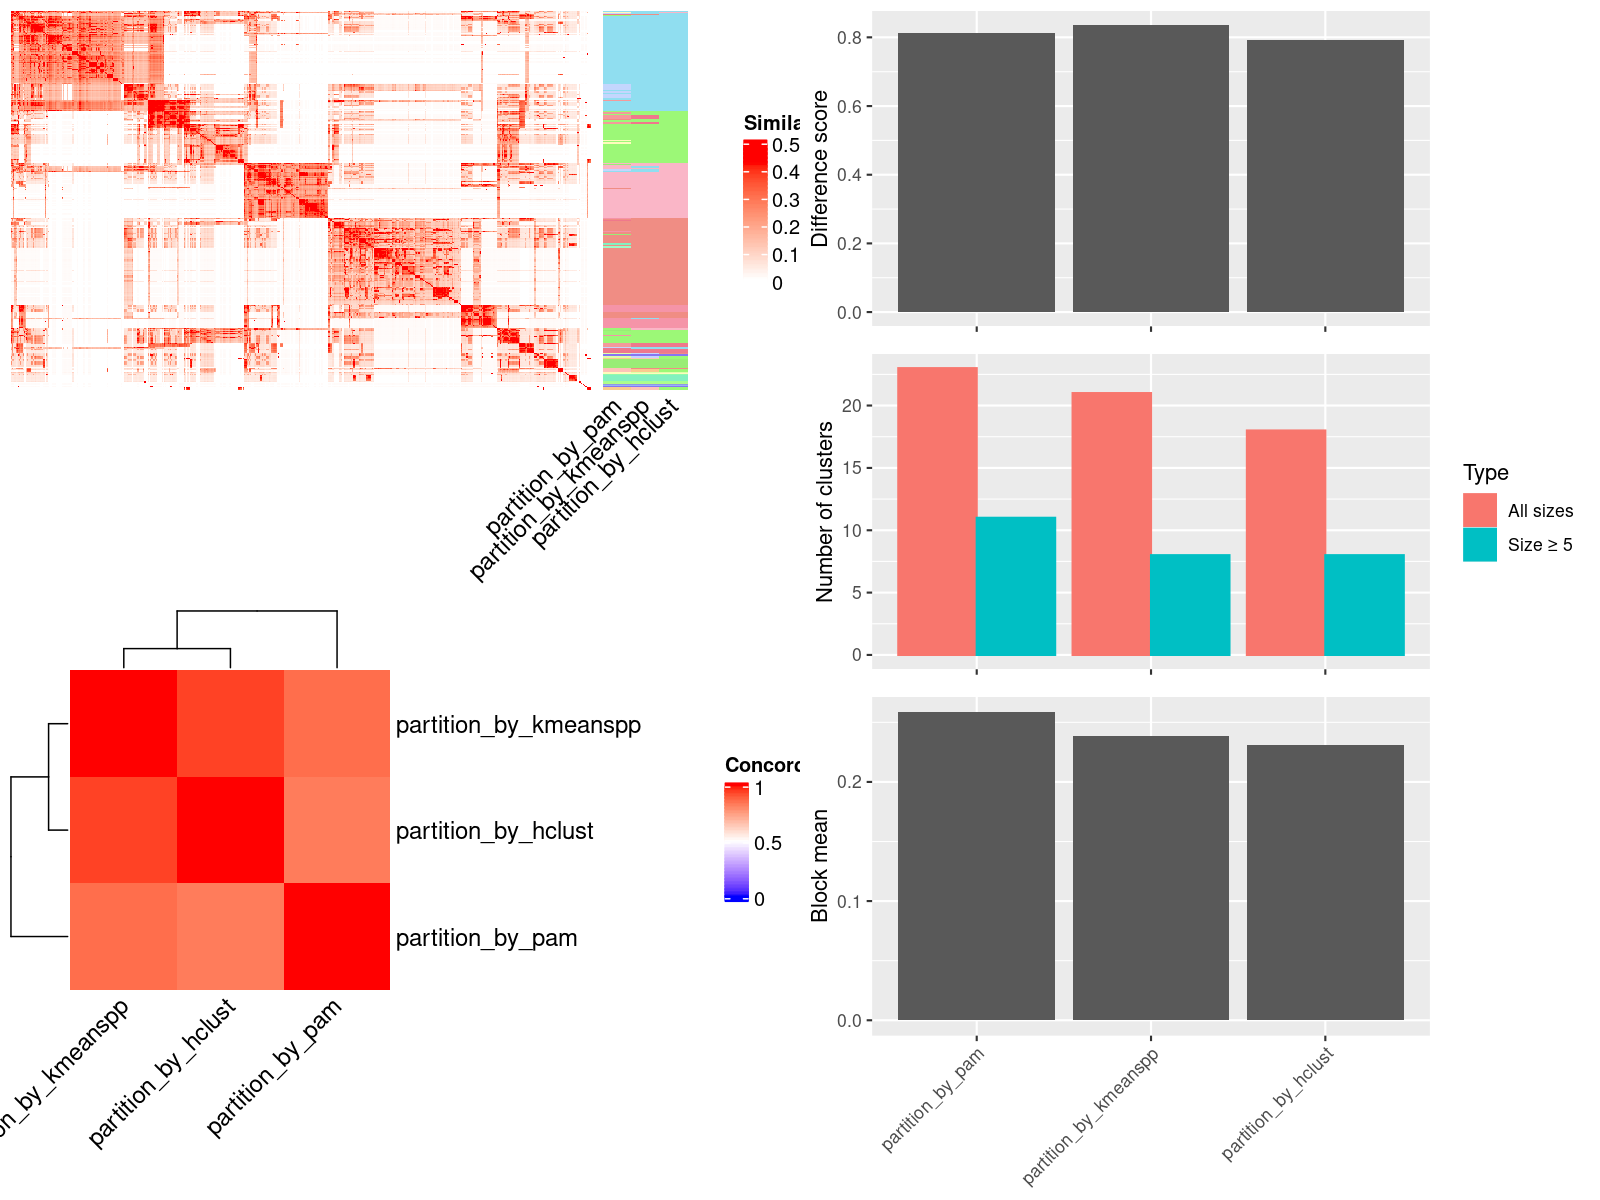 Simila
0.5
0.4
0.3
0.2
0.1
0
partition_by_pam
partition_by_kmeanspp
partition_by_hclust
partition_by_kmeanspp
partition_by_hclust
partition_by_pam
Concord
1
0.5
0
on_by_kmeanspp
partition_by_hclust
partition_by_pam
Difference score
0.8
0.6
0.4
0.2
0.0
Number of clusters
20
15
10
5
0
Type
All sizes
Size ≥ 5
Block mean
0.2
0.1
0.0
partition_by_pam
partition_by_kmeanspp
partition_by_hclust